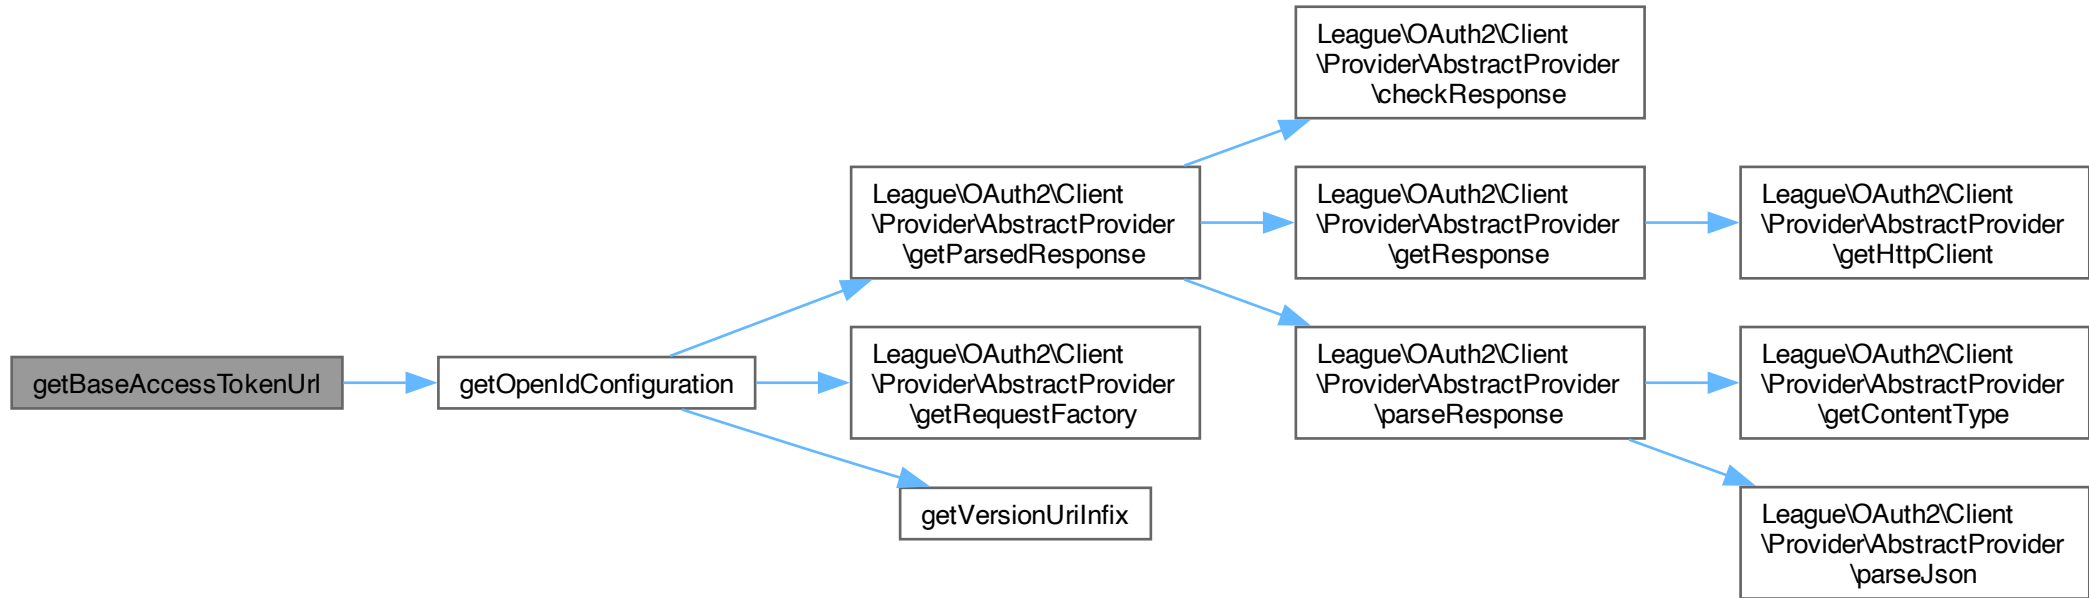 getBaseAccessTokenUrl
getOpenIdConfiguration
League\OAuth2\Client
\Provider\AbstractProvider
\getParsedResponse
League\OAuth2\Client
\Provider\AbstractProvider
\getRequestFactory
getVersionUriInfix
League\OAuth2\Client
\Provider\AbstractProvider
\checkResponse
League\OAuth2\Client
\Provider\AbstractProvider
\getResponse
League\OAuth2\Client
\Provider\AbstractProvider
\parseResponse
League\OAuth2\Client
\Provider\AbstractProvider
\getHttpClient
League\OAuth2\Client
\Provider\AbstractProvider
\getContentType
League\OAuth2\Client
\Provider\AbstractProvider
\parseJson